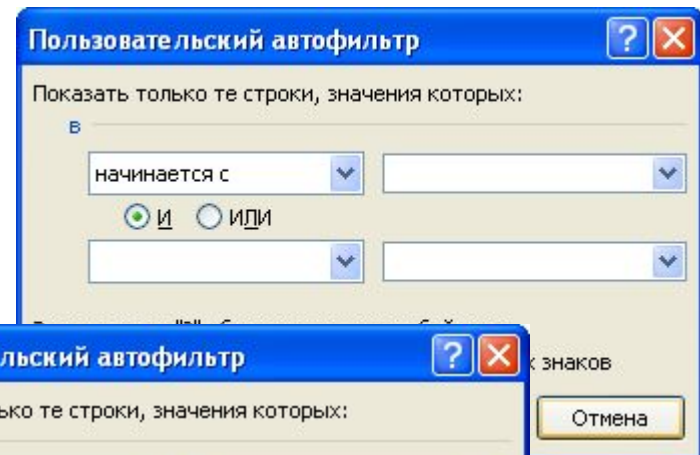 Пользовательский автофильтр
Показать только те строки, значения которых:
в
начинается с
И ИЛИ
знаков
Отмена
льский автофильтр
ько те строки, значения которых: